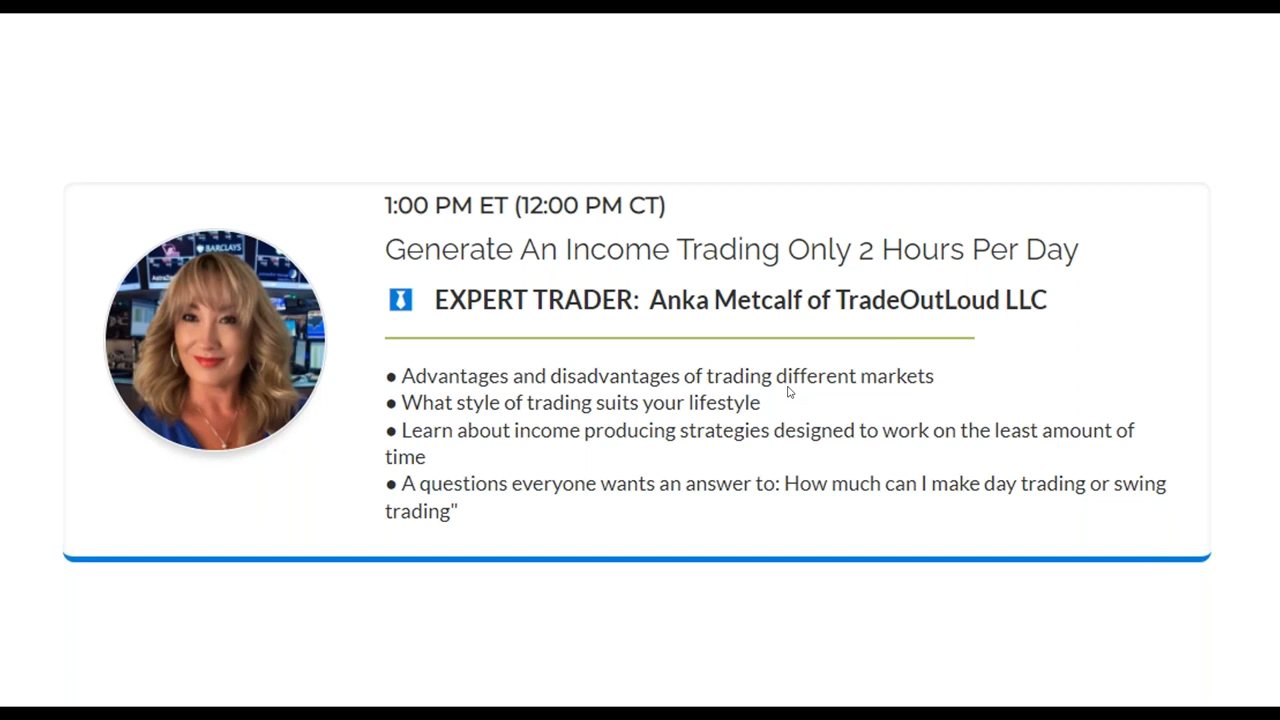 BARCLAYS
1:00 PM ET (12:00 PM CT)
Generate An Income Trading Only 2 Hours Per Day
EXPERT TRADER: Anka Metcalf of TradeOutLoud LLC
● Advantages and disadvantages of trading different markets
● What style of trading suits your lifestyle
● Learn about income producing strategies designed to work on the least amount of
time
● A questions everyone wants an answer to: How much can I make day trading or swing
trading"